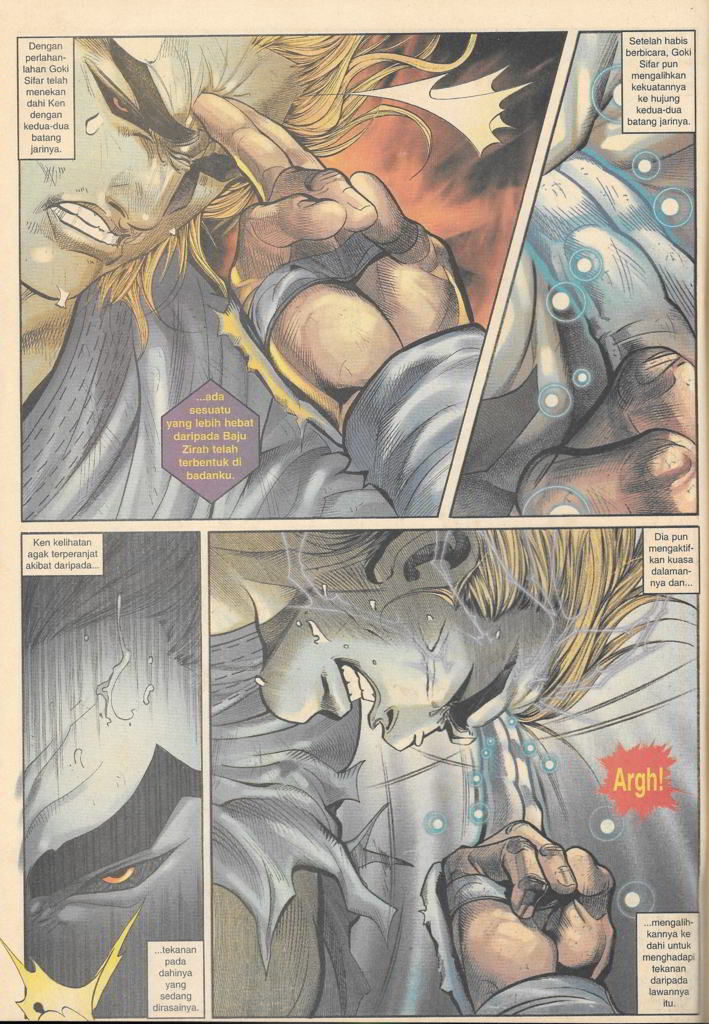 Dengan
perlahan-
lahan Goki
Sifar telah
menekan
dahi Ken
dengan
kedua-dua
batang
jarinya.
...ada
sesuatu
yang lebih hebat
daripada Baju
Zirah telah
terbentuk di
badanku.
Setelah habis
berbicara, Goki
Sifar pun
mengalihkan
kekuatannya
ke hujung
kedua-dua
batang jarinya.
Ken kelihatan
agak terperanjat
akibat daripada...
...tekanan
pada
dahinya
yang
sedang
dirasainya.
Dia pun
mengaktif-
kan kuasa
dalaman-
nya dan...
Argh!
...mengalih-
kannya ke
dahi untuk
menghadapi
tekanan
daripada
lawannya
itu.